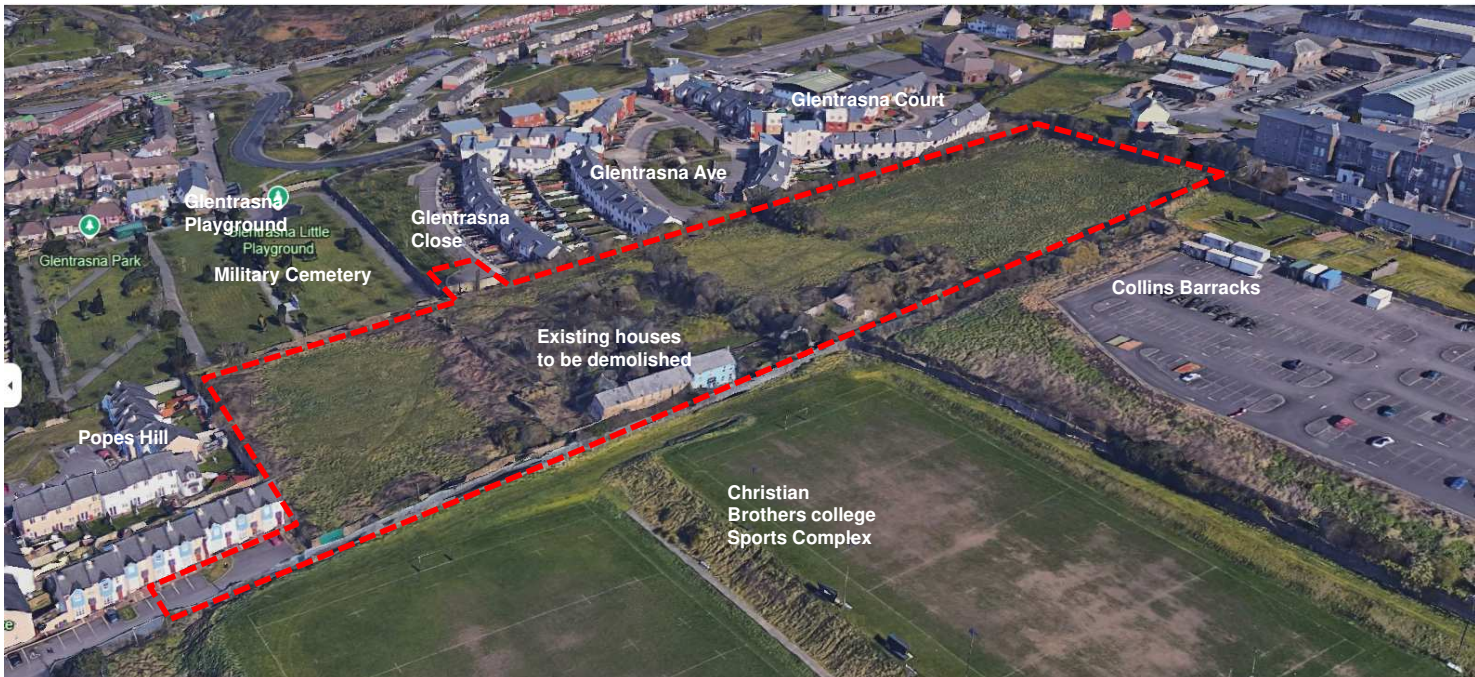 Glentrasna Court
Glentrasna Ave
Glentrasna
Playground
Glentrasna
Close
Glentrasna Little
Playground
Glentrasna Park
Military Cemetery
Collins Barracks
Existing houses
to be demolished
Popes Hill
Christian
Brothers college
Sports Complex